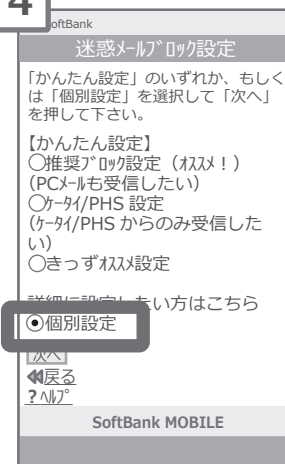 4
SoftBank
迷惑ﾒｰﾙﾌﾞﾛｯｸ設定
「かんたん設定」のいずれか、もしく
は「個別設定」を選択して「次へ」
を押して下さい。
【かんたん設定】
○推奨ﾌﾞﾛｯｸ設定（ｵｽｽﾒ！）
(PCﾒｰﾙも受信したい)
○ｹｰﾀｲ/PHS 設定
(ｹｰﾀｲ/PHS からのみ受信した
い)
○きっずｵｽｽﾒ設定
詳細に設定したい方はこちら
◉個別設定
次へ
戻る
?ﾍﾙﾌﾟ
SoftBank MOBILE